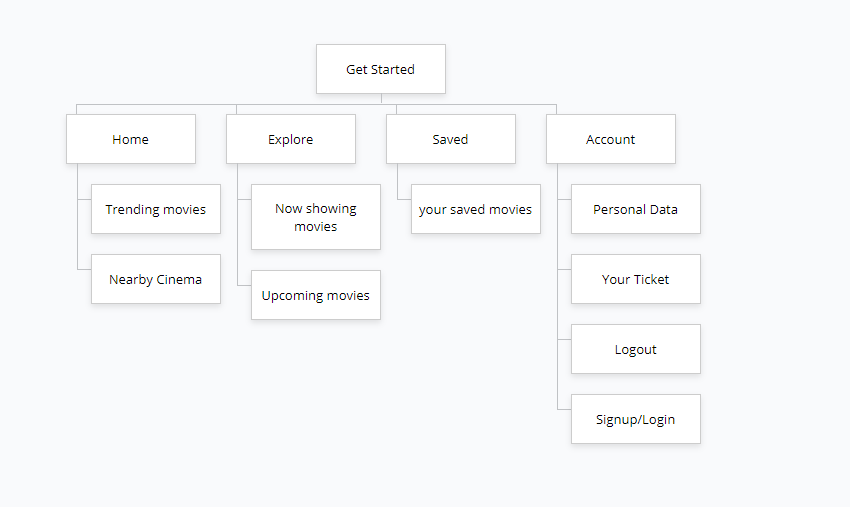 Get Started
Home
Explore
Saved
Account
Trending movies
Now showing
movies
your saved movies
Personal Data
Nearby Cinema
Upcoming movies
Your Ticket
Logout
Signup/Login